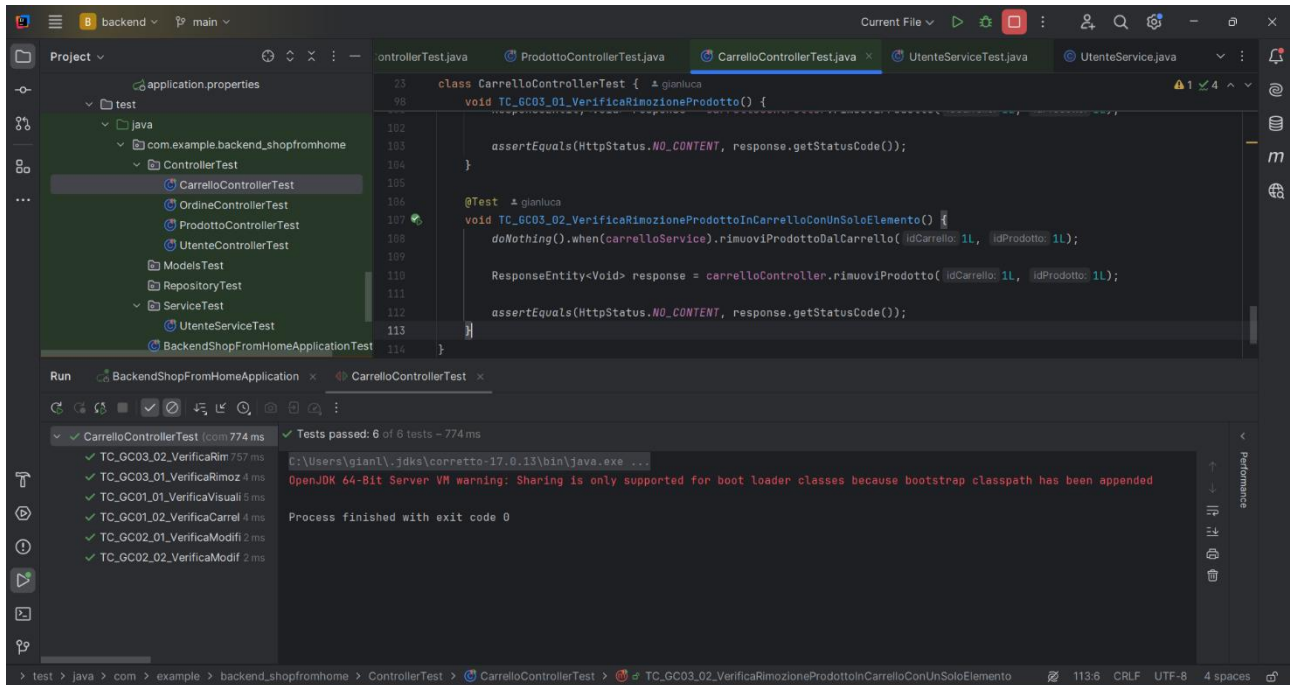 B backend main Current File
Project
ontrollerTest.java ProdottoControllerTest.java CarrelloControllerTest.java UtenteServiceTest.java UtenteService.java
application.properties
test
java
com.example.backend_shopfromhome
ControllerTest
CarrelloControllerTest
OrdineControllerTest
ProdottoControllerTest
UtenteControllerTest
ModelsTest
RepositoryTest
ServiceTest
UtenteServiceTest
BackendShopFromHomeApplicationTest
23 class CarrelloControllerTest { gianluca
1 4
98 void TC_GC03_01_VerificaRimozioneProdotto() {
102
103 assertEquals(HttpStatus.NO_CONTENT, response.getStatusCode());
104 }
105
106 @Test gianluca
107 void TC_GC03_02_VerificaRimozioneProdottoInCarrelloConUnSoloElemento() {
108 doNothing().when(carrelloService).rimuoviProdottoDalCarrello( idCarrello: 1L, idProdotto: 1L);
109
110 ResponseEntity<Void> response = carrelloController.rimuoviProdotto( idCarrello: 1L, idProdotto: 1L);
111
112 assertEquals(HttpStatus.NO_CONTENT, response.getStatusCode());
113 }
114 }
Run BackendShopFromHomeApplication CarrelloControllerTest
CarrelloControllerTest (com 774 ms
TC_GC03_02_VerificaRim 757 ms
TC_GC03_01_VerificaRimoz 4 ms
TC_GC01_01_VerificaVisuali 5 ms
TC_GC01_02_VerificaCarrel 4 ms
TC_GC02_01_VerificaModifi 2 ms
TC_GC02_02_VerificaModif 2 ms
Tests passed: 6 of 6 tests – 774 ms
C:\Users\gianl\.jdks\corretto-17.0.13\bin\java.exe ...
OpenJDK 64-Bit Server VM warning: Sharing is only supported for boot loader classes because bootstrap classpath has been appended
Process finished with exit code 0
Performance
m
> test > java > com > example > backend_shopfromhome > ControllerTest > CarrelloControllerTest > TC_GC03_02_VerificaRimozioneProdottoInCarrelloConUnSoloElemento 113:6 CRLF UTF-8 4 spaces